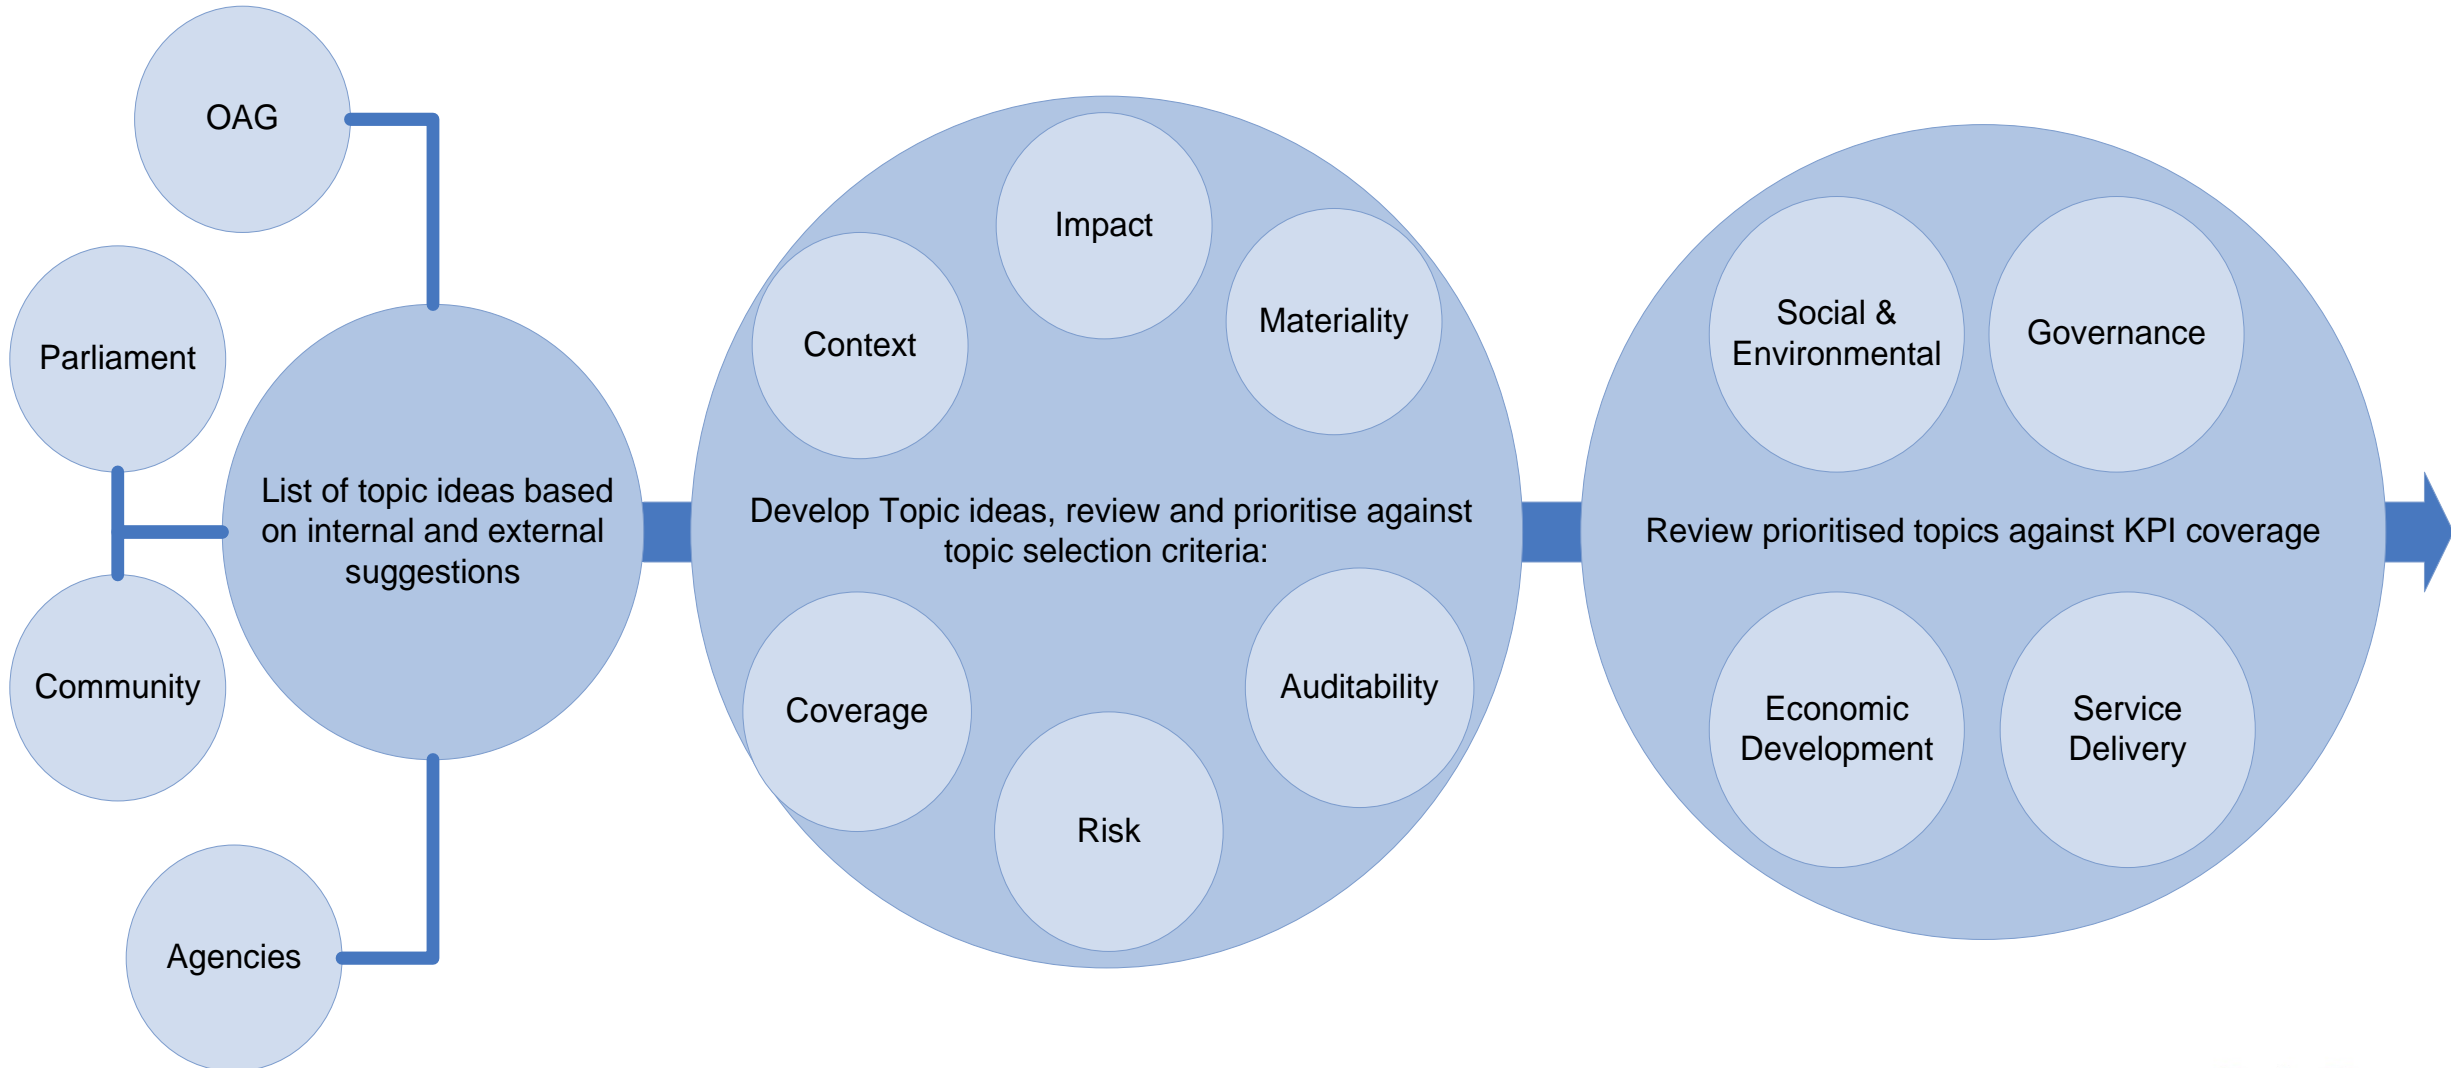 OAG
Parliament
Community
Agencies
List of topic ideas based
on internal and external
suggestions
Impact
Context
Materiality
Develop Topic ideas, review and prioritise against
topic selection criteria:
Coverage
Auditability
Risk
Social &
Environmental
Governance
Review prioritised topics against KPI coverage
Economic
Development
Service
Delivery